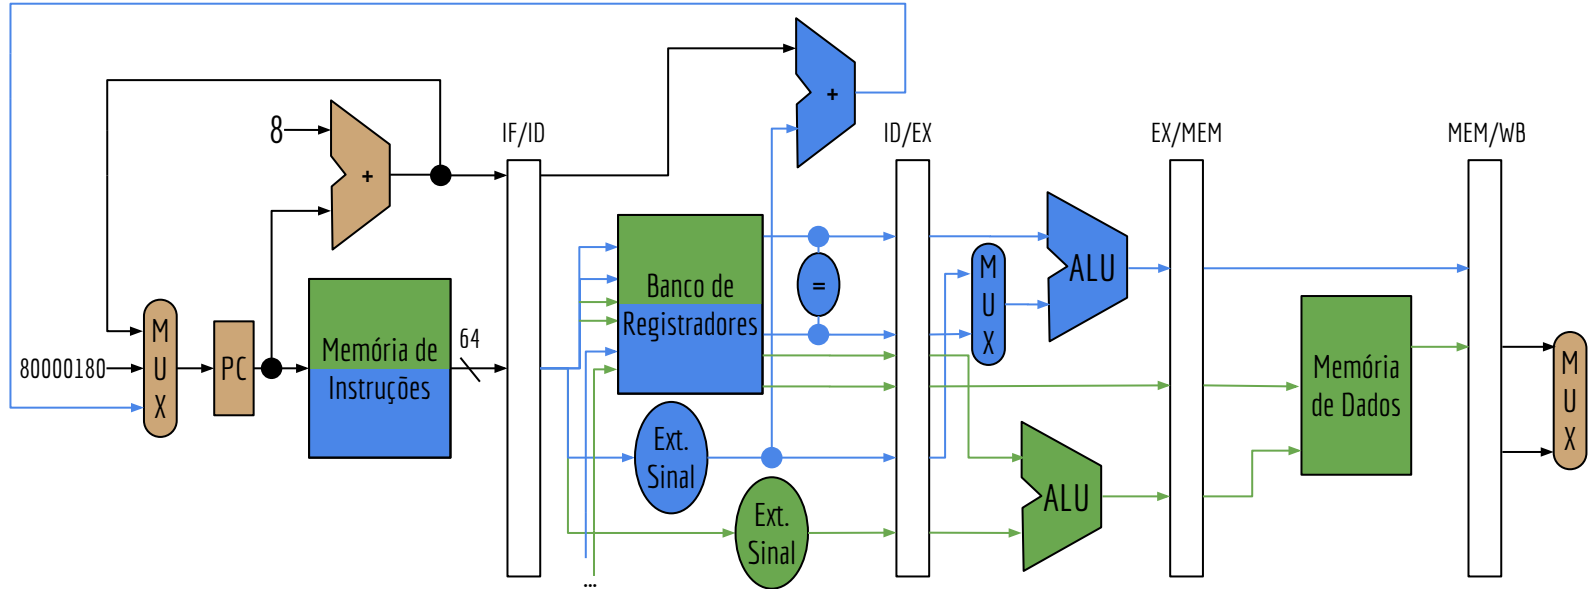 8
+
IF/ID
+
ID/EX
EX/MEM
MEM/WB
80000180
M
U
X
PC
Memória de
Instruções
64
Banco de
Registradores
=
M
U
X
ALU
Ext.
Sinal
Ext.
Sinal
...
ALU
Memória
de Dados
M
U
X